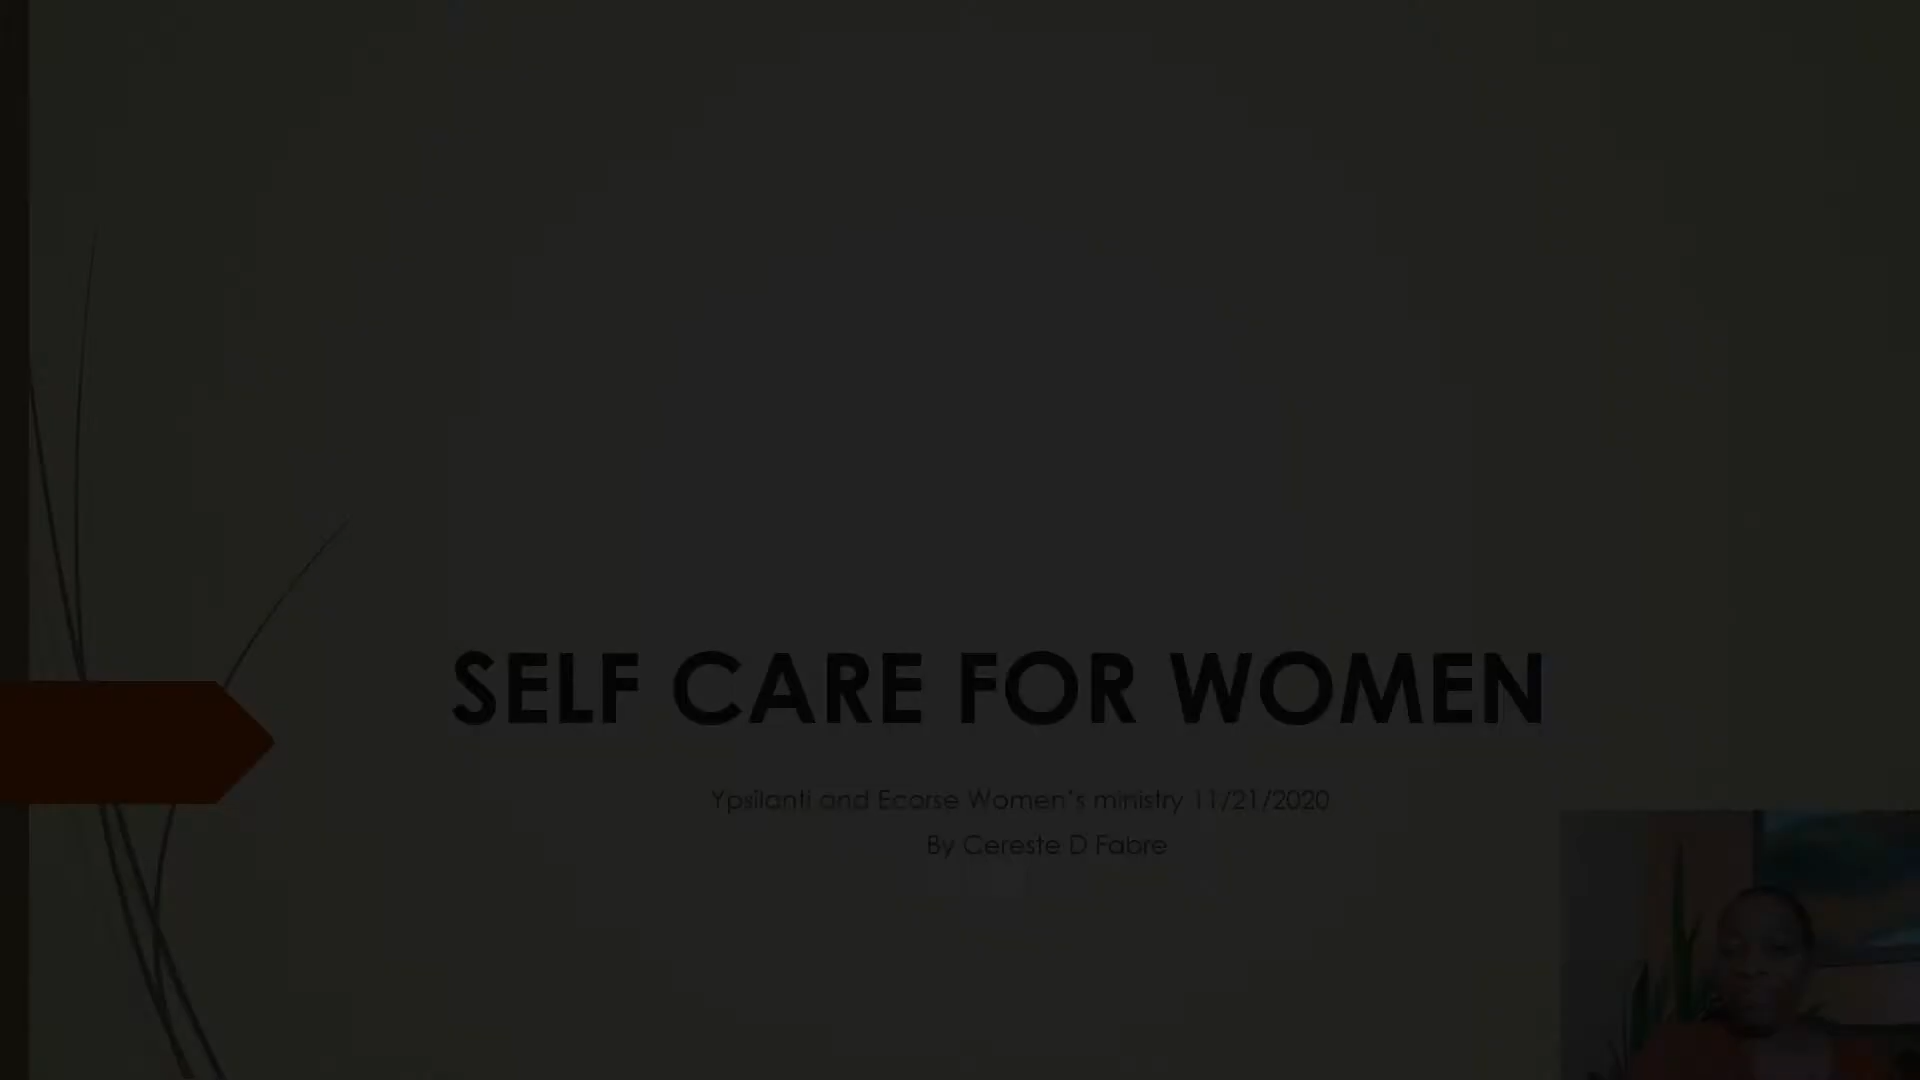 SELF CARE FOR WOMEN
Ypsilanti and Ecorse Women's ministry 11/21/2020
By Cereste D Fabre